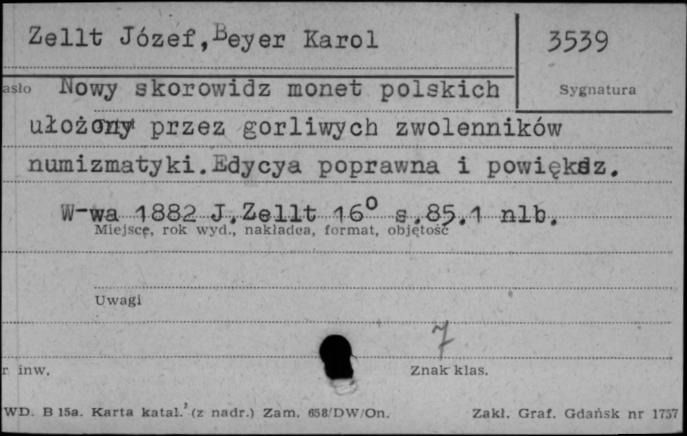 Zellt Józef, Beyer Karol
3539
asło Nowy skorowidz monet polskich
Sygnatura
ułożony przez gorliwych zwolenników
numizmatyki. Edycya poprawna i powiększ.
W-wa 1882 J. Zellt 16° s. 85. 1 nlb.
Miejsce, rok wyd., nakładca, format, objętość
Uwagi
7
r inw.
Znak klas.
WD. B 15a. Karta katal. (z nadr.) Zam. 658/DW/On.
Zakł. Graf. Gdańsk nr 1757